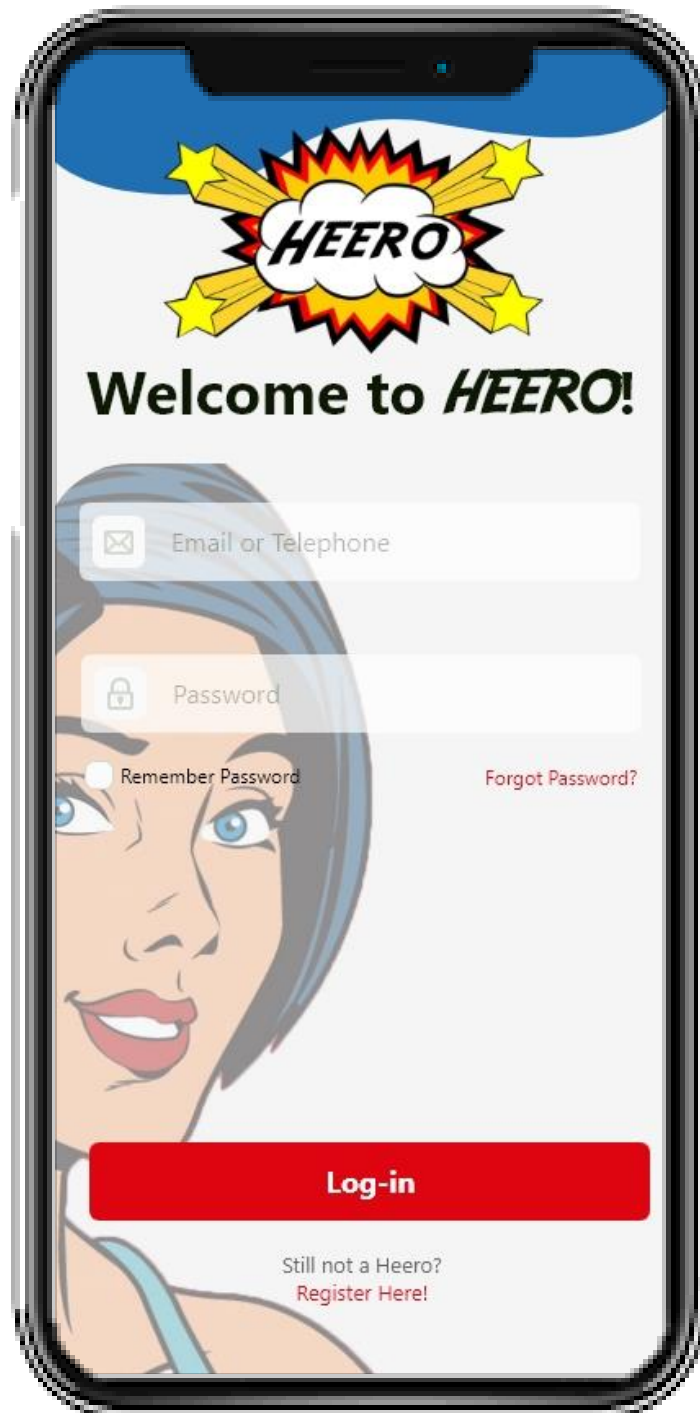 HEERO
Welcome to HEERO!
Email or Telephone
Password
Remember Password
Forgot Password?
Log-in
Still not a Heero?
Register Here!